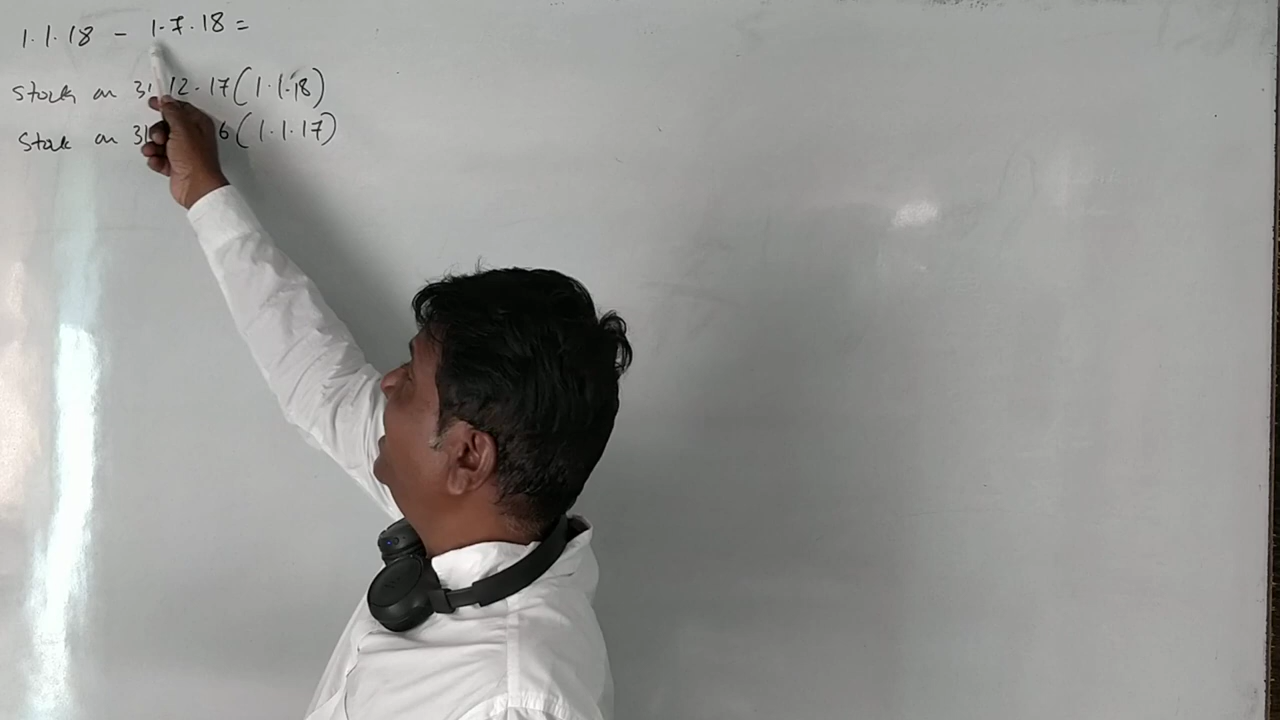 1.1.18 - 1.7.18 =
Stock on 31 12.17 (1.1.18)
Stock on 31 6 (1.1.17)